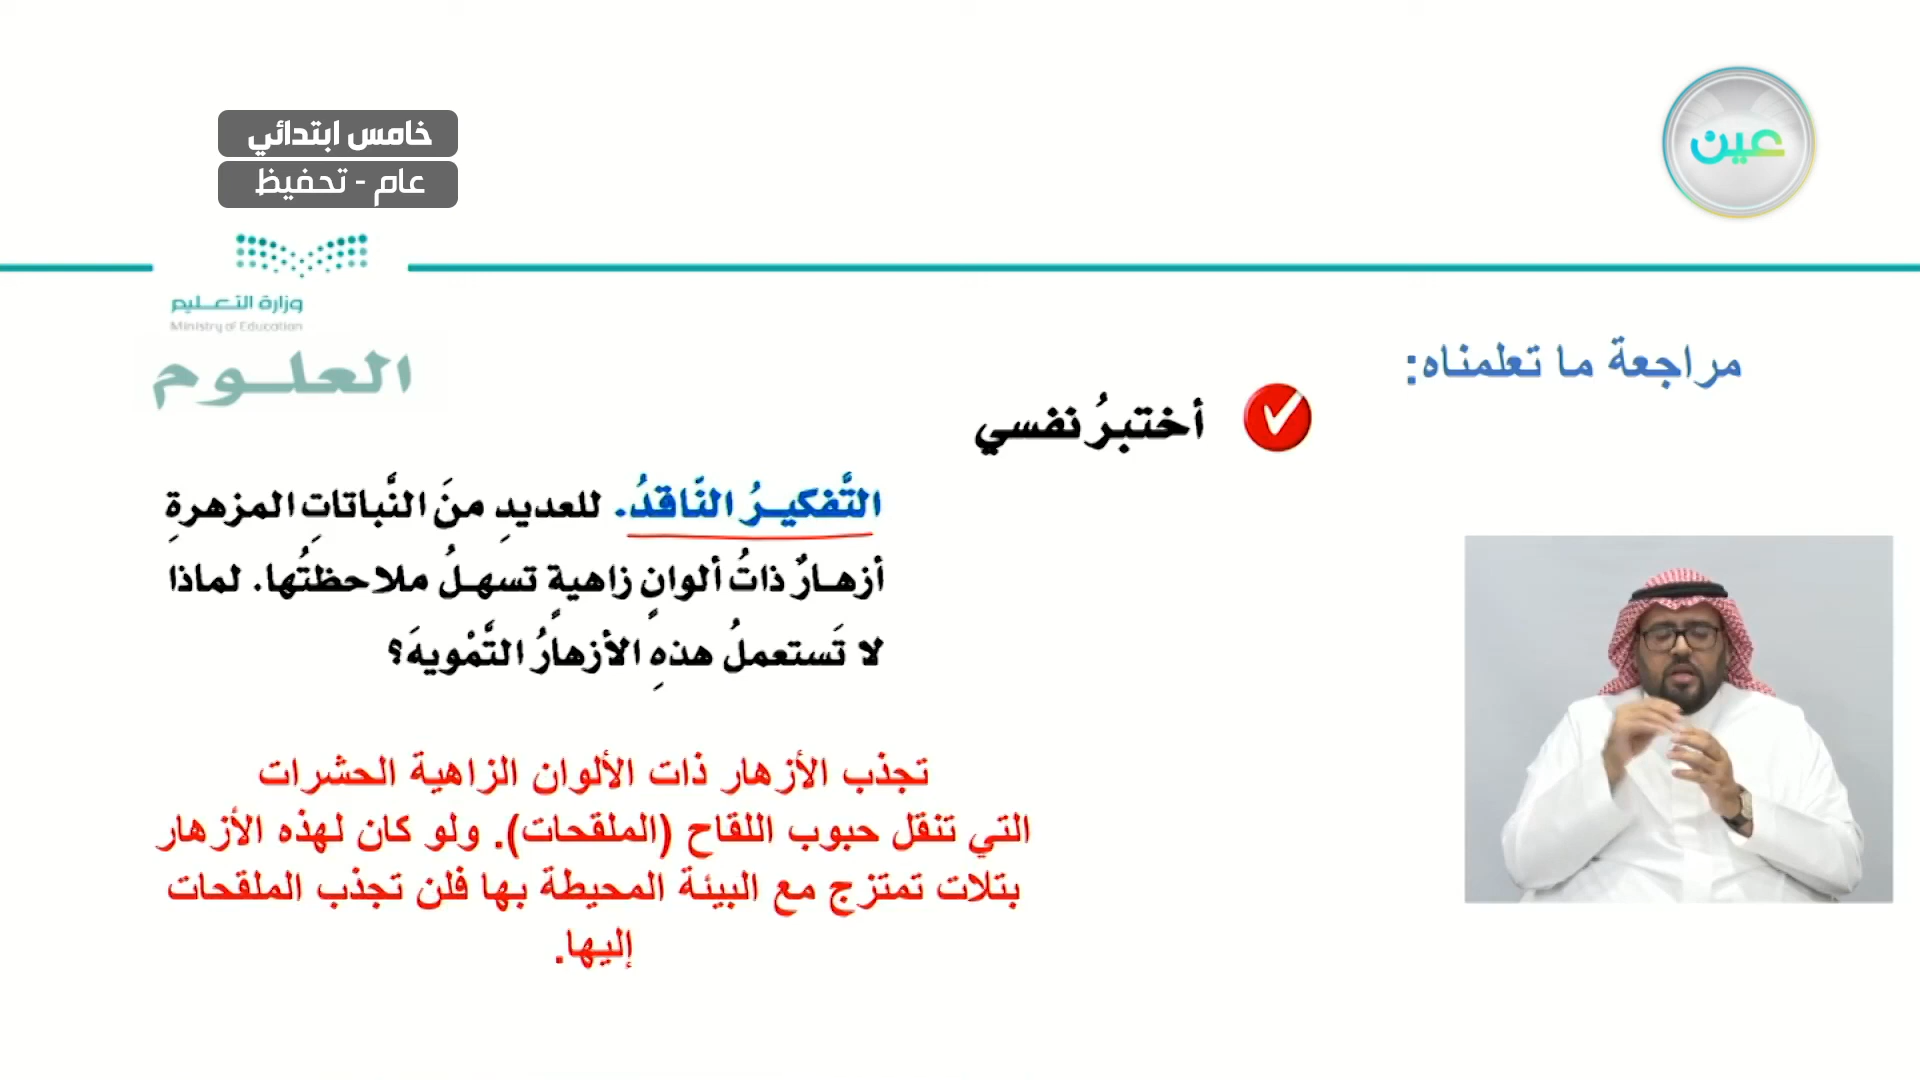 خامس ابتدائي
عام - تحفيظ
عين
وزارة التعليم
Ministry of Education
العلوم
مراجعة ما تعلمناه:
أختبرُ نفسي
التَّفكيرُ النَّاقدُ. للعديدِ منَ النَّباتاتِ المزهرةِ
أزهارٌ ذاتُ ألوانٍ زاهيةٍ تسهلُ ملاحظتُها. لماذا
لا تَستعملُ هذهِ الأزهارُ التَّمْويهَ؟
تجذب الأزهار ذات الألوان الزاهية الحشرات
التي تنقل حبوب اللقاح (الملقحات). ولو كان لهذه الأزهار
بتلات تمتزج مع البيئة المحيطة بها فلن تجذب الملقحات
إليها.